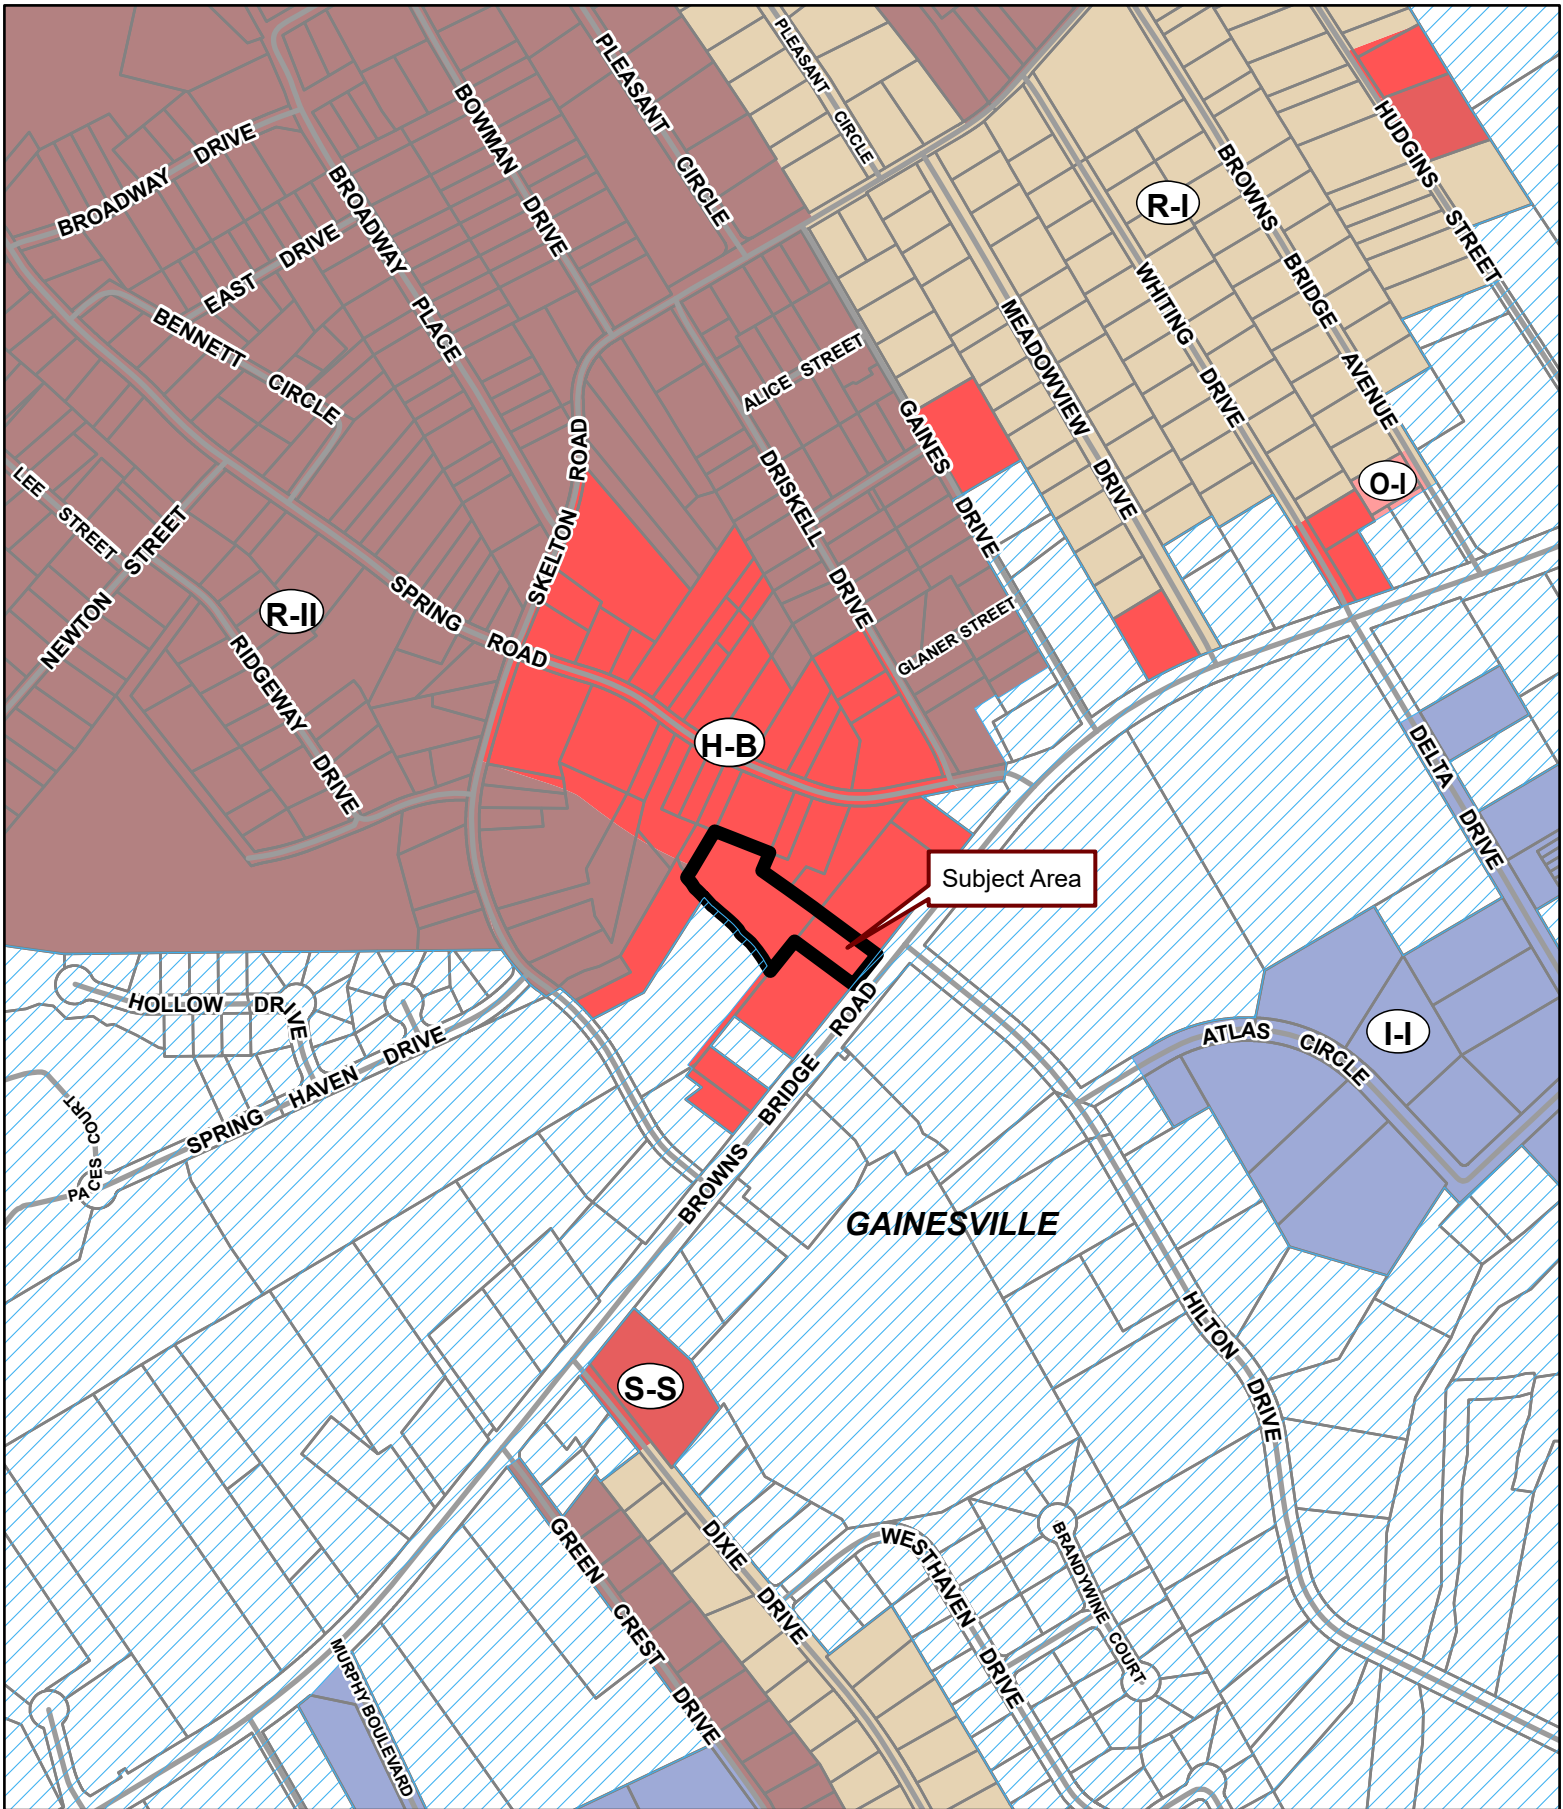 PLEASANT
CIRCLE
PLEASANT
CIRCLE
BOWMAN
DRIVE
HUDGINS
STREET
BROADWAY DRIVE
BROADWAY
PLACE
R-I
BROWNS
BRIDGE
AVENUE
EAST DRIVE
BENNETT
CIRCLE
WHITING
DRIVE
MEADOWVIEW
DRIVE
ALICE STREET
GAINES
DRIVE
SKELTON ROAD
DRISKELL
DRIVE
LEE
STREET
NEWTON STREET
O-I
R-II
SPRING
ROAD
GLANER STREET
RIDGEWAY
DRIVE
H-B
DELTA
DRIVE
Subject Area
HOLLOW DRIVE
SPRING HAVEN DRIVE
ATLAS CIRCLE
I-I
PACES COURT
BROWNS BRIDGE ROAD
GAINESVILLE
HILTON
DRIVE
S-S
GREEN
CREST
DRIVE
DIXIE
DRIVE
WESTHAVEN
DRIVE
BRANDYWINE
COURT
MURPHY BOULEVARD